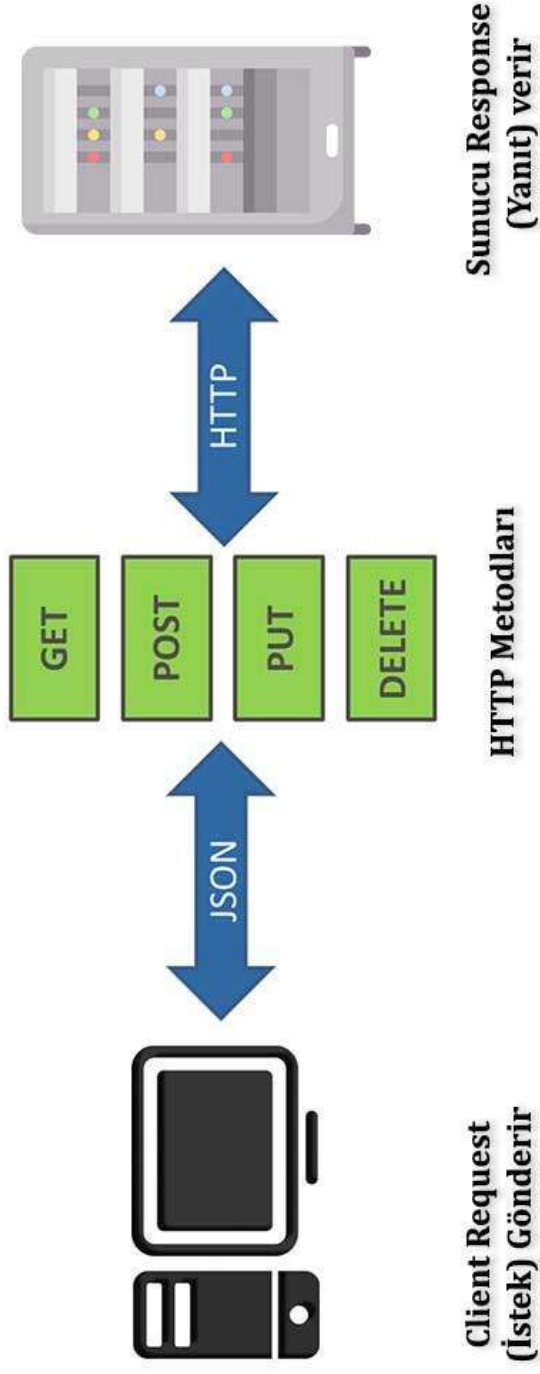 Client Request
(İstek) Gönderir
JSON
GET
POST
PUT
DELETE
HTTP Metodları
HTTP
Sunucu Response
(Yanıt) verir